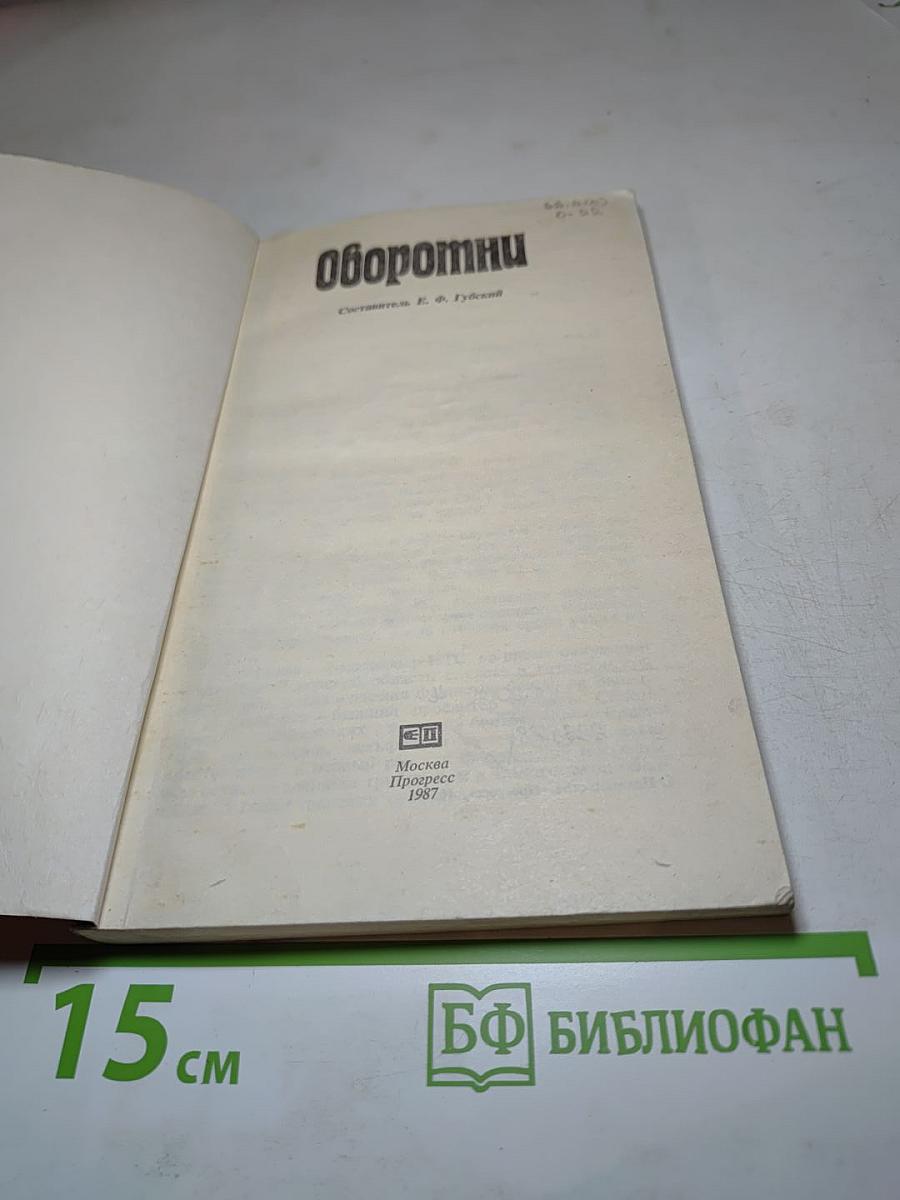 Оборотни
Составитель Е. Ф. Губский
Москва
Прогресс
1987
15 см
БФ БИБЛИОФАН